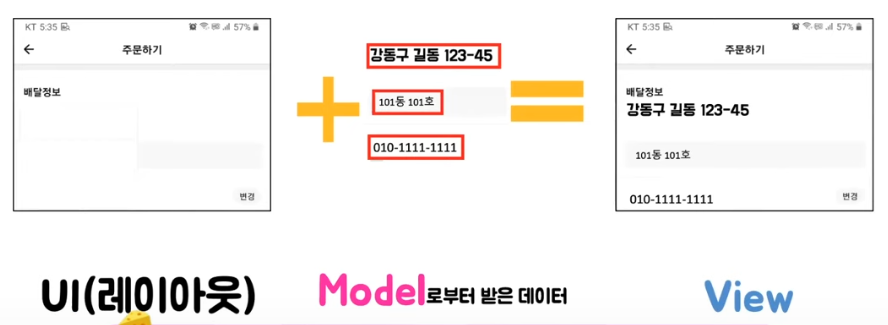 KT 5:35
57%
주문하기
배달정보
변경
강동구 길동 123-45
101동 101호
010-1111-1111
KT 5:35
57%
주문하기
배달정보
강동구 길동 123-45
101동 101호
010-1111-1111
변경
UI(레이아웃)
Model로부터 받은 데이터
View